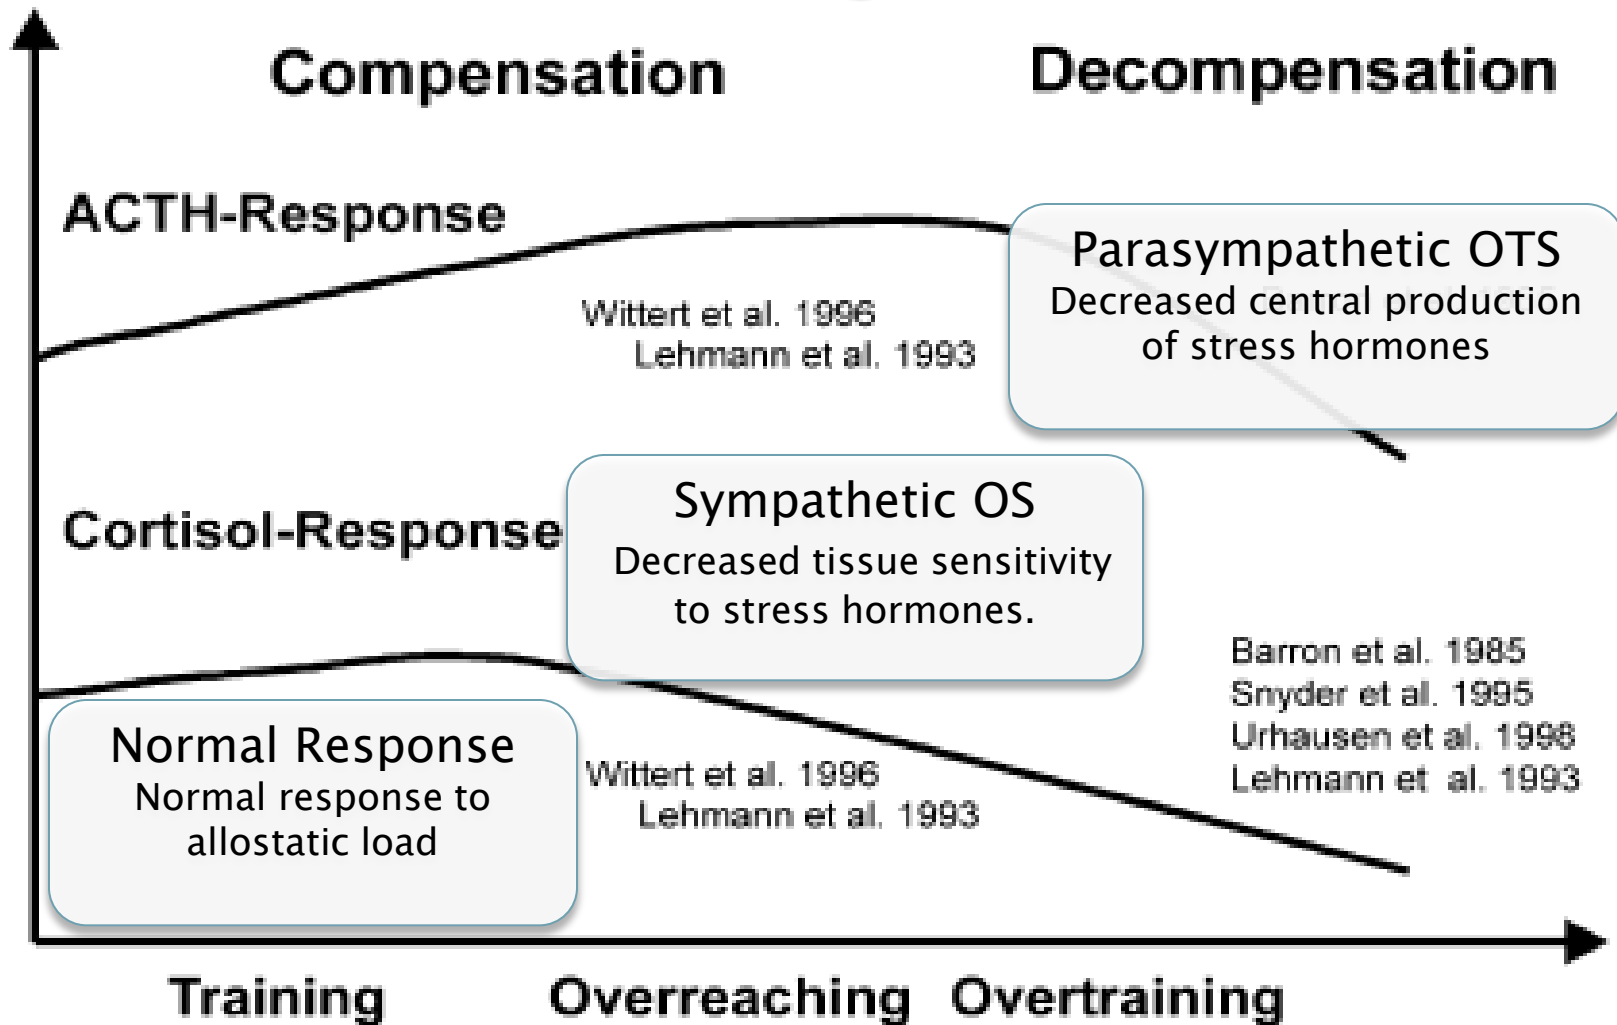 Compensation
Decompensation
ACTH-Response
Parasympathetic OTS
Decreased central production
of stress hormones
Wittert et al. 1996
Lehmann et al. 1993
Sympathetic OS
Decreased tissue sensitivity
to stress hormones.
Cortisol-Response
Barron et al. 1985
Snyder et al. 1995
Urhausen et al. 1998
Lehmann et al. 1993
Normal Response
Normal response to
allostatic load
Wittert et al. 1996
Lehmann et al. 1993
Training
Overreaching
Overtraining